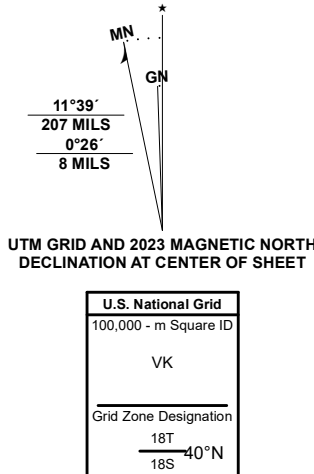 ★
MN
GN
11°39´
207 MILS
0°26´
8 MILS
UTM GRID AND 2023 MAGNETIC NORTH
DECLINATION AT CENTER OF SHEET
U.S. National Grid
100,000 - m Square ID
VK
Grid Zone Designation
18T
40°N
18S